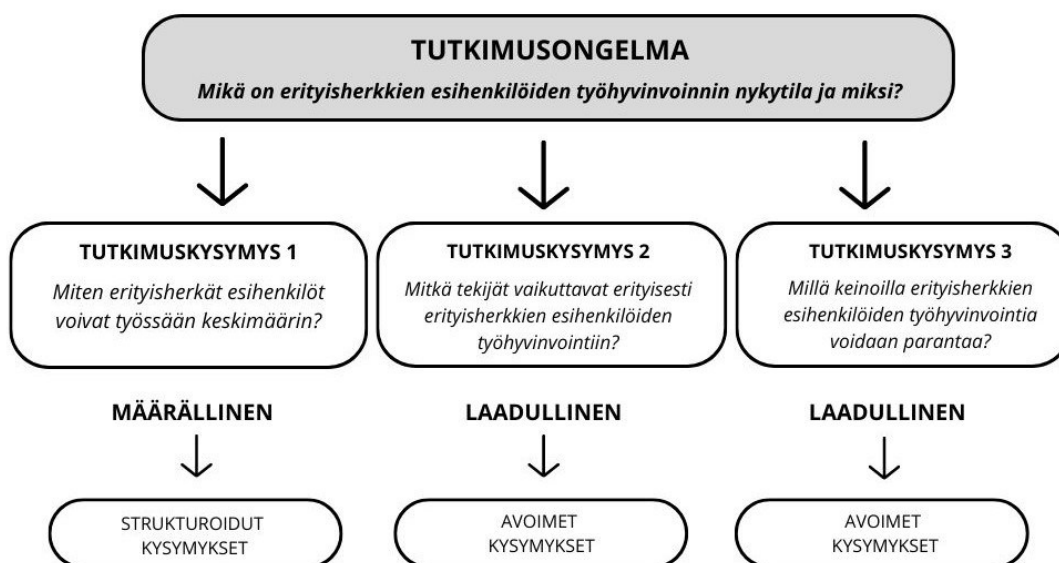 TUTKIMUSONGELMA
Mikä on erityisherkkien esihenkilöiden työhyvinvoinnin nykytila ja miksi?
TUTKIMUSKYSYMYS 1
Miten erityisherkät esihenkilöt
voivat työssään keskimäärin?
TUTKIMUSKYSYMYS 2
Mitkä tekijät vaikuttavat erityisesti
erityisherkkien esihenkilöiden
työhyvinvointiin?
TUTKIMUSKYSYMYS 3
Millä keinoilla erityisherkkien
esihenkilöiden työhyvinvointia
voidaan parantaa?
MÄÄRÄLLINEN
LAADULLINEN
LAADULLINEN
STRUKTUROIDUT
KYSYMYKSET
AVOIMET
KYSYMYKSET
AVOIMET
KYSYMYKSET